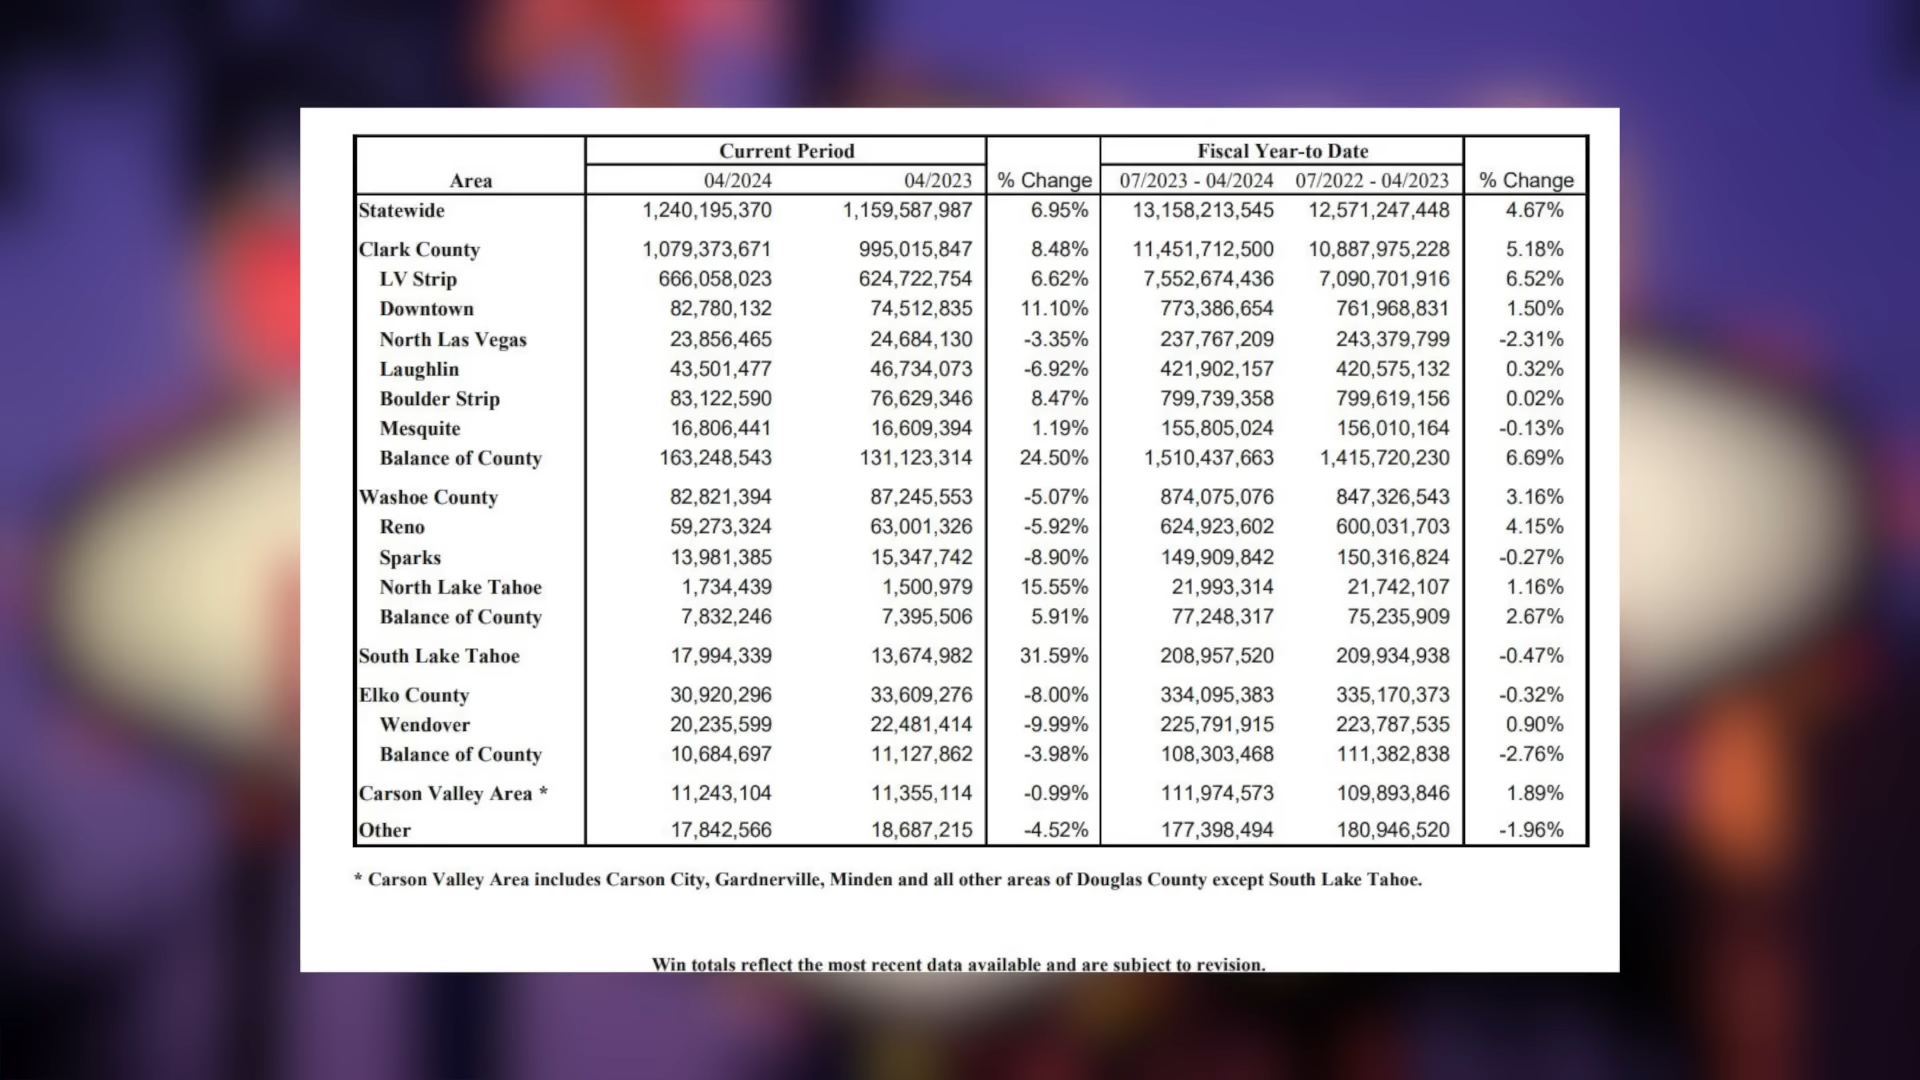 Current Period Fiscal Year-to Date
Area 04/2024 04/2023 % Change 07/2023 - 04/2024 07/2022 - 04/2023 % Change
Statewide 1,240,195,370 1,159,587,987 6.95% 13,158,213,545 12,571,247,448 4.67%
Clark County 1,079,373,671 995,015,847 8.48% 11,451,712,500 10,887,975,228 5.18%
LV Strip 666,058,023 624,722,754 6.62% 7,552,674,436 7,090,701,916 6.52%
Downtown 82,780,132 74,512,835 11.10% 773,386,654 761,968,831 1.50%
North Las Vegas 23,856,465 24,684,130 -3.35% 237,767,209 243,379,799 -2.31%
Laughlin 43,501,477 46,734,073 -6.92% 421,902,157 420,575,132 0.32%
Boulder Strip 83,122,590 76,629,346 8.47% 799,739,358 799,619,156 0.02%
Mesquite 16,806,441 16,609,394 1.19% 155,805,024 156,010,164 -0.13%
Balance of County 163,248,543 131,123,314 24.50% 1,510,437,663 1,415,720,230 6.69%
Washoe County 82,821,394 87,245,553 -5.07% 874,075,076 847,326,543 3.16%
Reno 59,273,324 63,001,326 -5.92% 624,923,602 600,031,703 4.15%
Sparks 13,981,385 15,347,742 -8.90% 149,909,842 150,316,824 -0.27%
North Lake Tahoe 1,734,439 1,500,979 15.55% 21,993,314 21,742,107 1.16%
Balance of County 7,832,246 7,395,506 5.91% 77,248,317 75,235,909 2.67%
South Lake Tahoe 17,994,339 13,674,982 31.59% 208,957,520 209,934,938 -0.47%
Elko County 30,920,296 33,609,276 -8.00% 334,095,383 335,170,373 -0.32%
Wendover 20,235,599 22,481,414 -9.99% 225,791,915 223,787,535 0.90%
Balance of County 10,684,697 11,127,862 -3.98% 108,303,468 111,382,838 -2.76%
Carson Valley Area * 11,243,104 11,355,114 -0.99% 111,974,573 109,893,846 1.89%
Other 17,842,566 18,687,215 -4.52% 177,398,494 180,946,520 -1.96%
* Carson Valley Area includes Carson City, Gardnerville, Minden and all other areas of Douglas County except South Lake Tahoe.
Win totals reflect the most recent data available and are subject to revision.